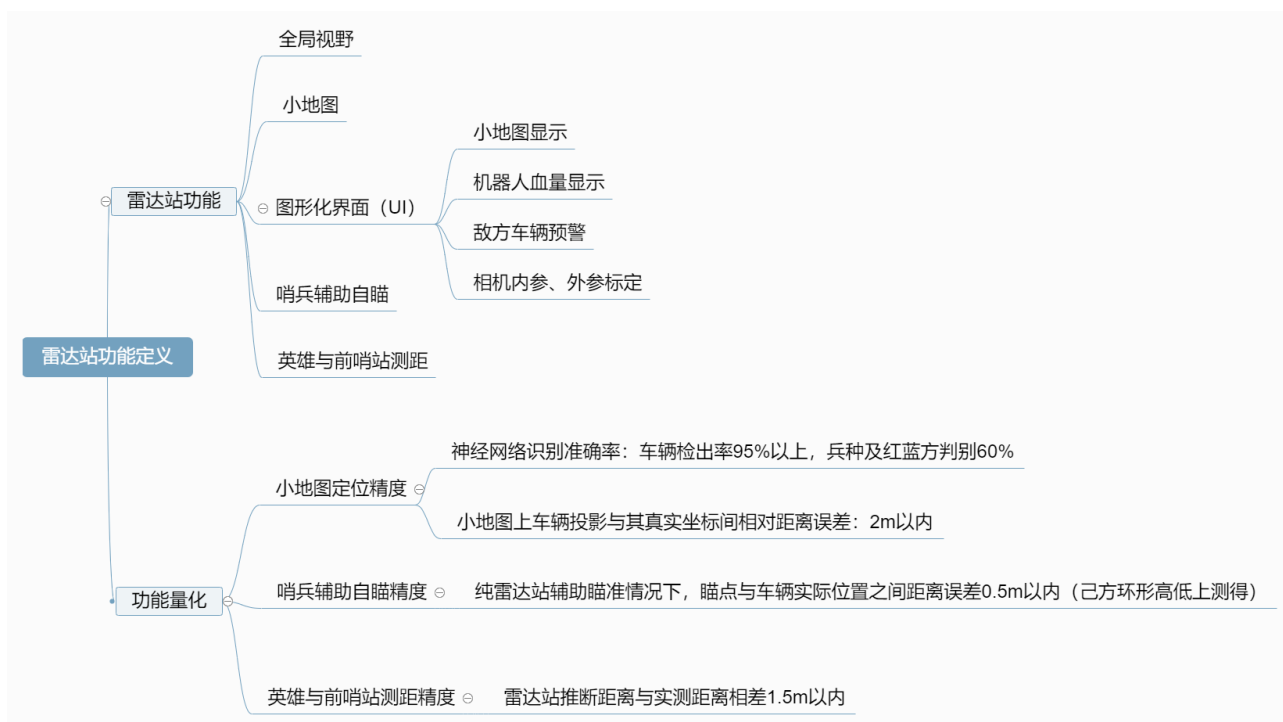 全局视野
小地图
小地图显示
机器人血量显示
雷达站功能
图形化界面（UI）
敌方车辆预警
相机内参、外参标定
哨兵辅助自瞄
雷达站功能定义
英雄与前哨站测距
神经网络识别准确率：车辆检出率95%以上，兵种及红蓝方判别60%
小地图定位精度
小地图上车辆投影与其真实坐标间相对距离误差：2m以内
功能量化
哨兵辅助自瞄精度
纯雷达站辅助瞄准情况下，瞄点与车辆实际位置之间距离误差0.5m以内（己方环形高低上测得）
英雄与前哨站测距精度
雷达站推断距离与实测距离相差1.5m以内